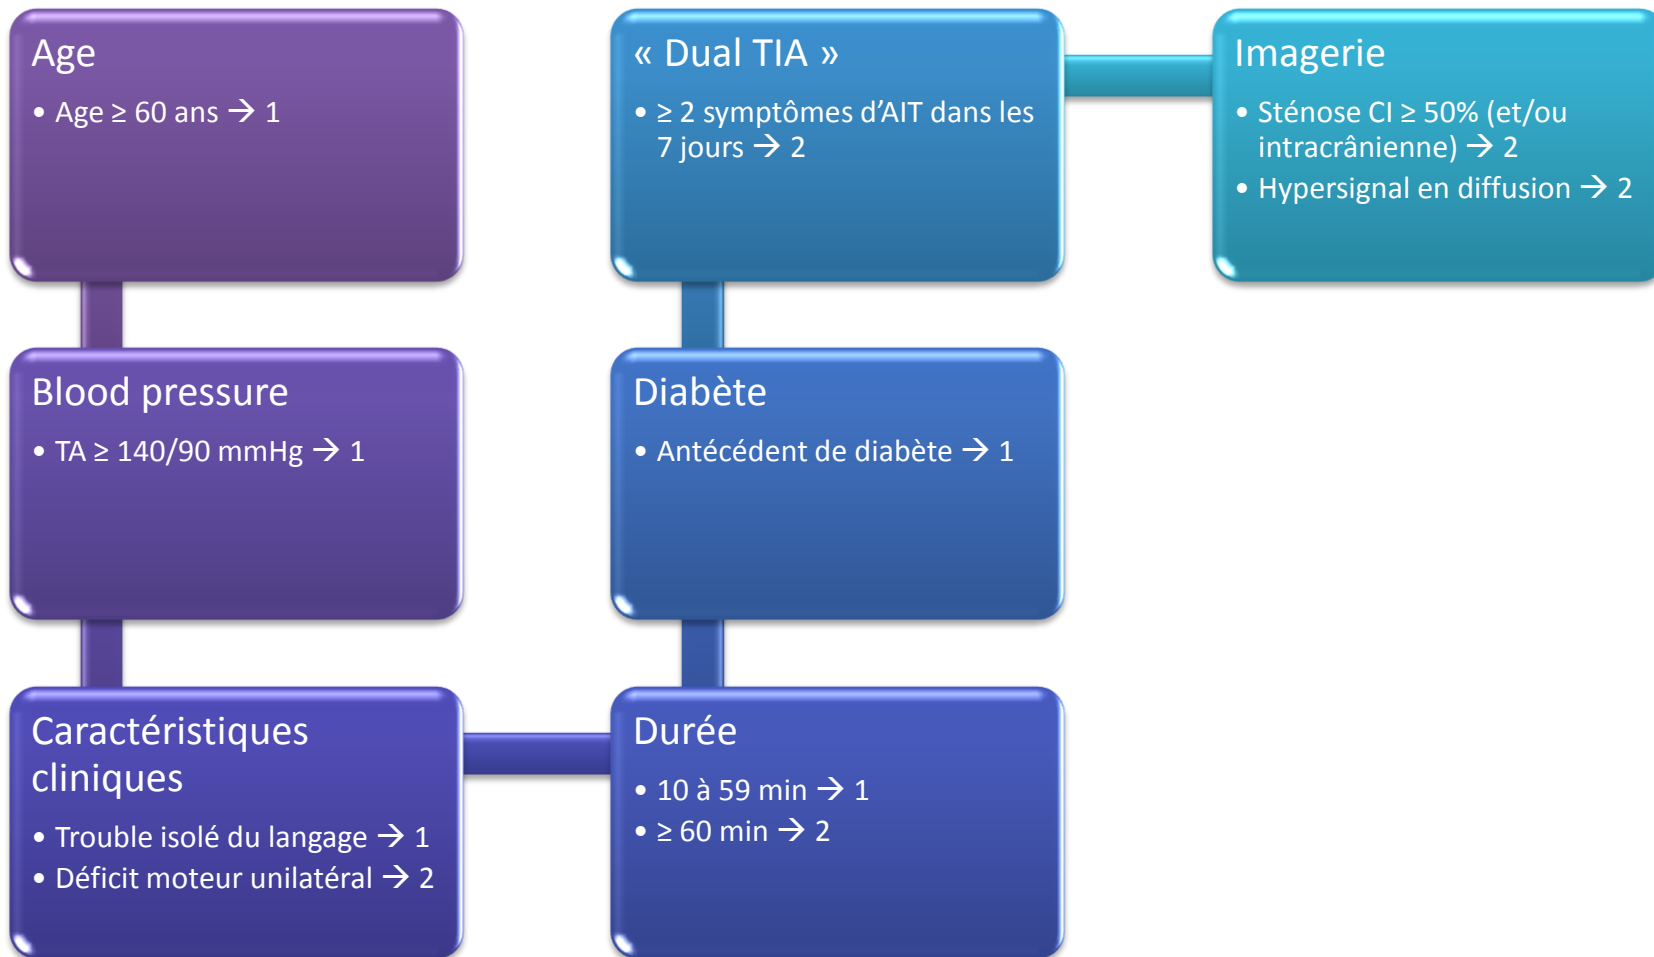 Age
• Age ≥ 60 ans → 1
Blood pressure
• TA ≥ 140/90 mmHg → 1
Caractéristiques
cliniques
• Trouble isolé du langage → 1
• Déficit moteur unilatéral → 2
Durée
• 10 à 59 min → 1
• ≥ 60 min → 2
Diabète
• Antécédent de diabète → 1
« Dual TIA »
• ≥ 2 symptômes d’AIT dans les
7 jours → 2
Imagerie
• Sténose CI ≥ 50% (et/ou
intracrânienne) → 2
• Hypersignal en diffusion → 2